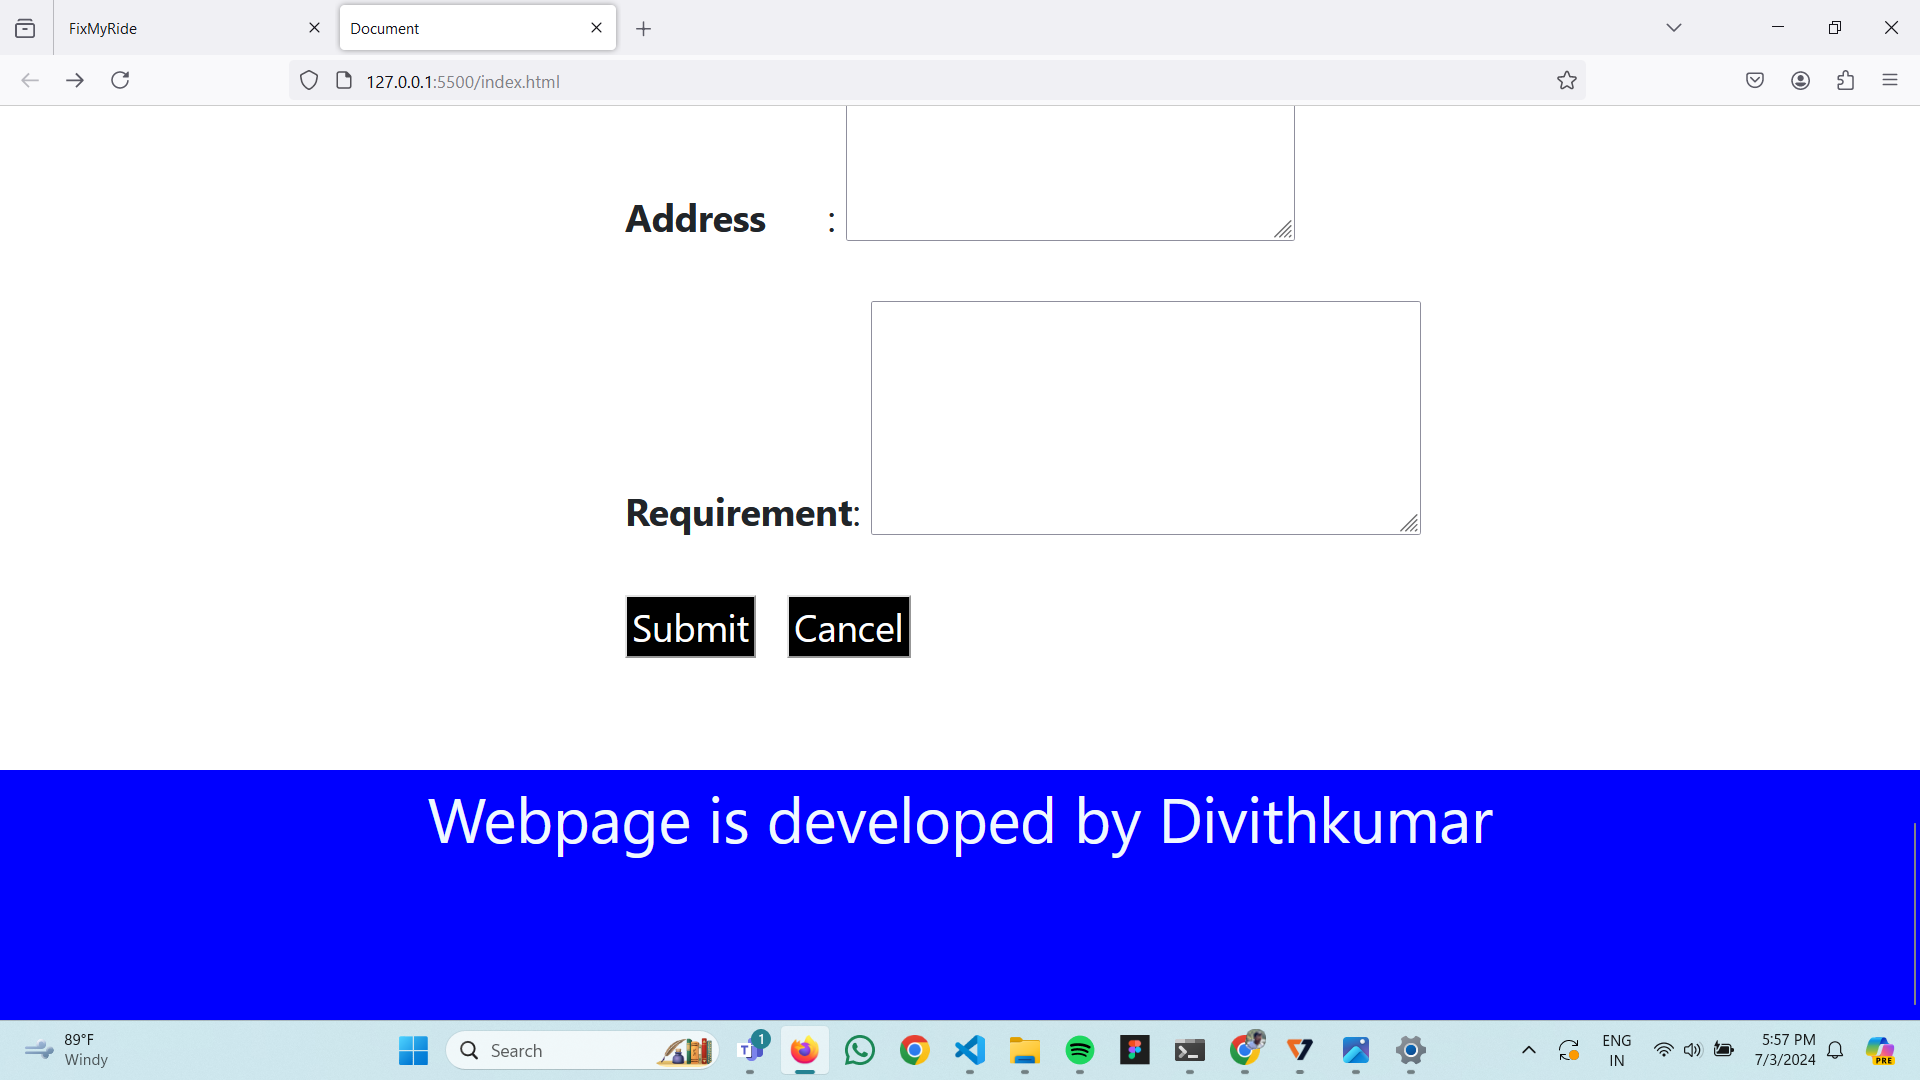 FixMyRide
Document
127.0.0.1:5500/index.html
Address :
Requirement:
Submit Cancel
Webpage is developed by Divithkumar
89°F
Windy
Search
1
ENG
IN
5:57 PM
7/3/2024
PRE